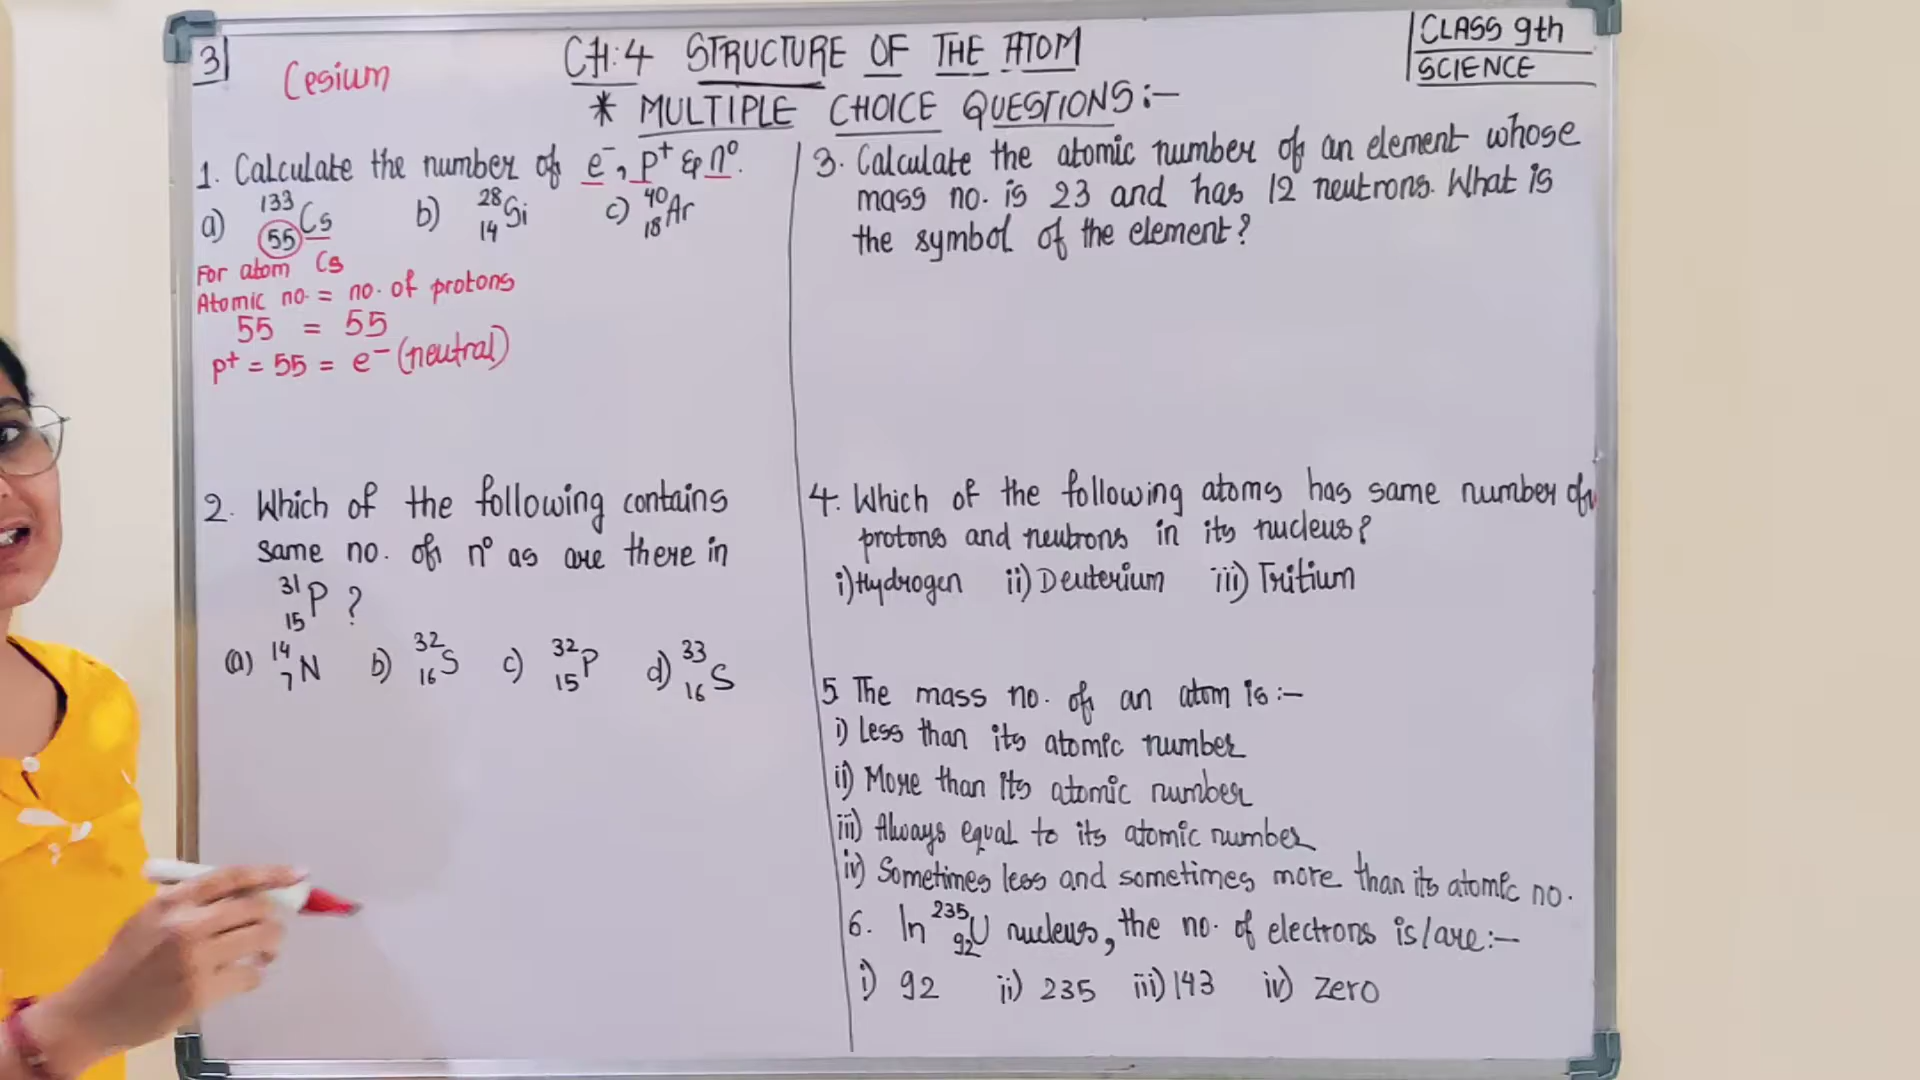 3
Cesium
CH:4 STRUCTURE OF THE ATOM
CLASS 9th
SCIENCE
* MULTIPLE CHOICE QUESTIONS:-
1. Calculate the number of e⁻, p⁺ & n⁰.
a) ¹³³₅₅Cs b) ²⁸₁₄Si c) ⁴⁰₁₈Ar
For atom Cs
Atomic no. = no. of protons
55 = 55
p⁺ = 55 = e⁻ (neutral)
2. Which of the following contains
same no. of n⁰ as are there in
³¹₁₅P ?
(a) ¹⁴₇N b) ³²₁₆S c) ³²₁₅P d) ³³₁₆S
3. Calculate the atomic number of an element whose
mass no. is 23 and has 12 neutrons. What is
the symbol of the element?
4. Which of the following atoms has same number of
protons and neutrons in its nucleus?
i) Hydrogen ii) Deuterium iii) Tritium
5. The mass no. of an atom is :-
i) Less than its atomic number
ii) More than its atomic number
iii) Always equal to its atomic number
iv) Sometimes less and sometimes more than its atomic no.
6. In ²³⁵₉₂U nucleus, the no. of electrons is/are:-
i) 92 ii) 235 iii) 143 iv) Zero